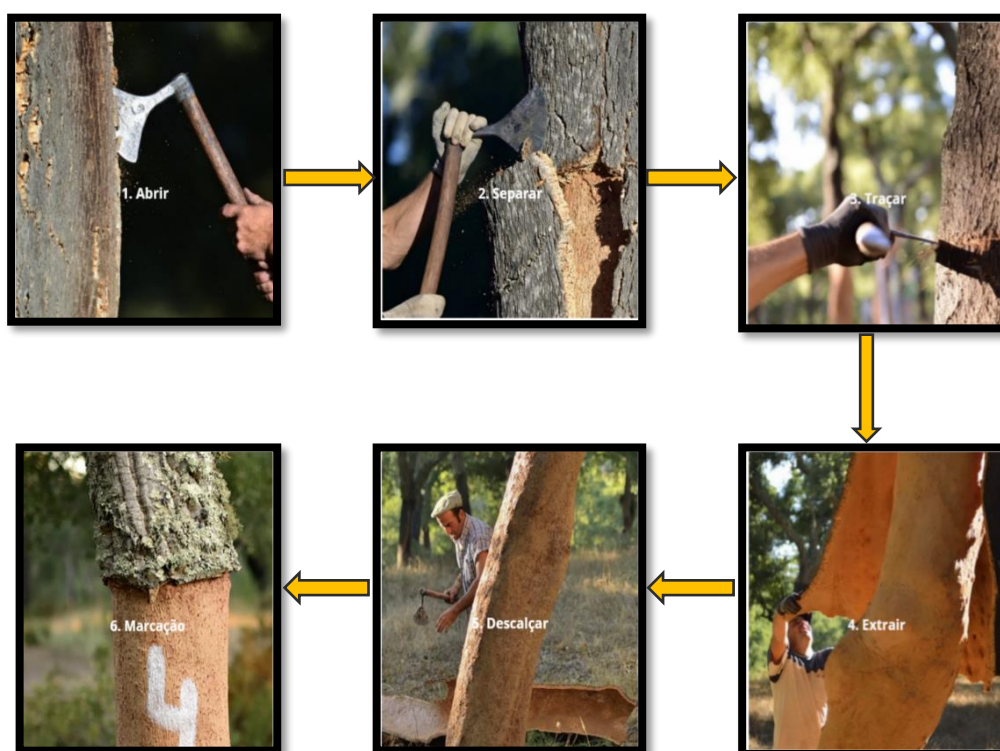 1. Abrir
2. Separar
3. Traçar
4. Extrair
5. Descalçar
6. Marcação
4